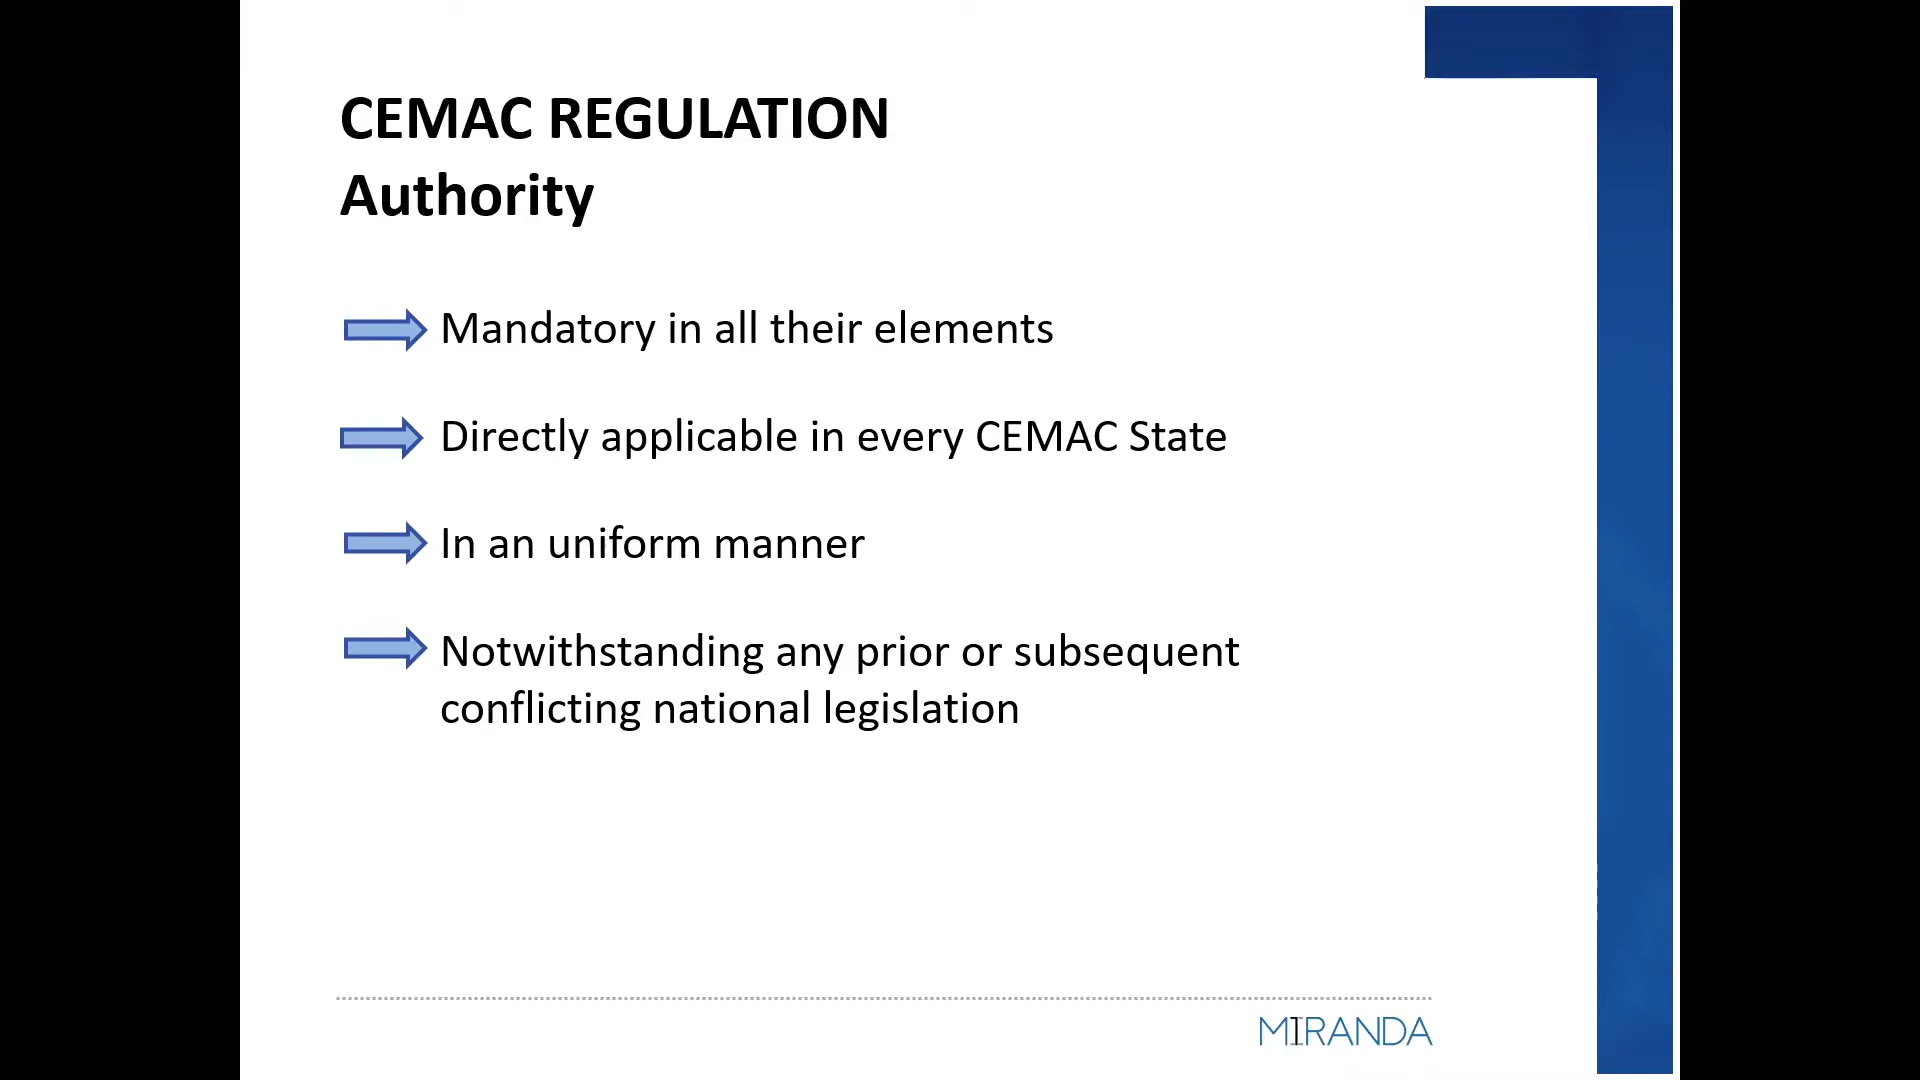 CEMAC REGULATION
Authority
Mandatory in all their elements
Directly applicable in every CEMAC State
In an uniform manner
Notwithstanding any prior or subsequent
conflicting national legislation
MIRANDA